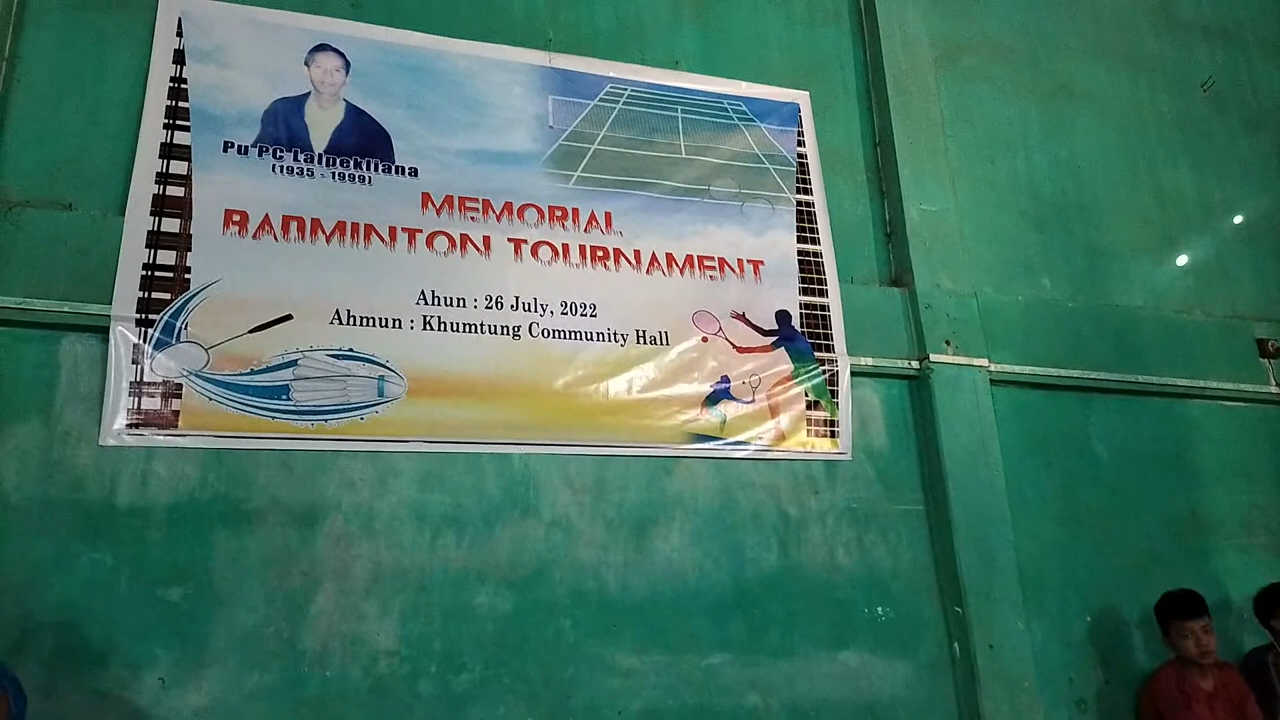 Pu PC Lalpekliana
(1935 - 1999)
MEMORIAL
BADMINTON TOURNAMENT
Ahun : 26 July, 2022
Ahmun : Khumtung Community Hall